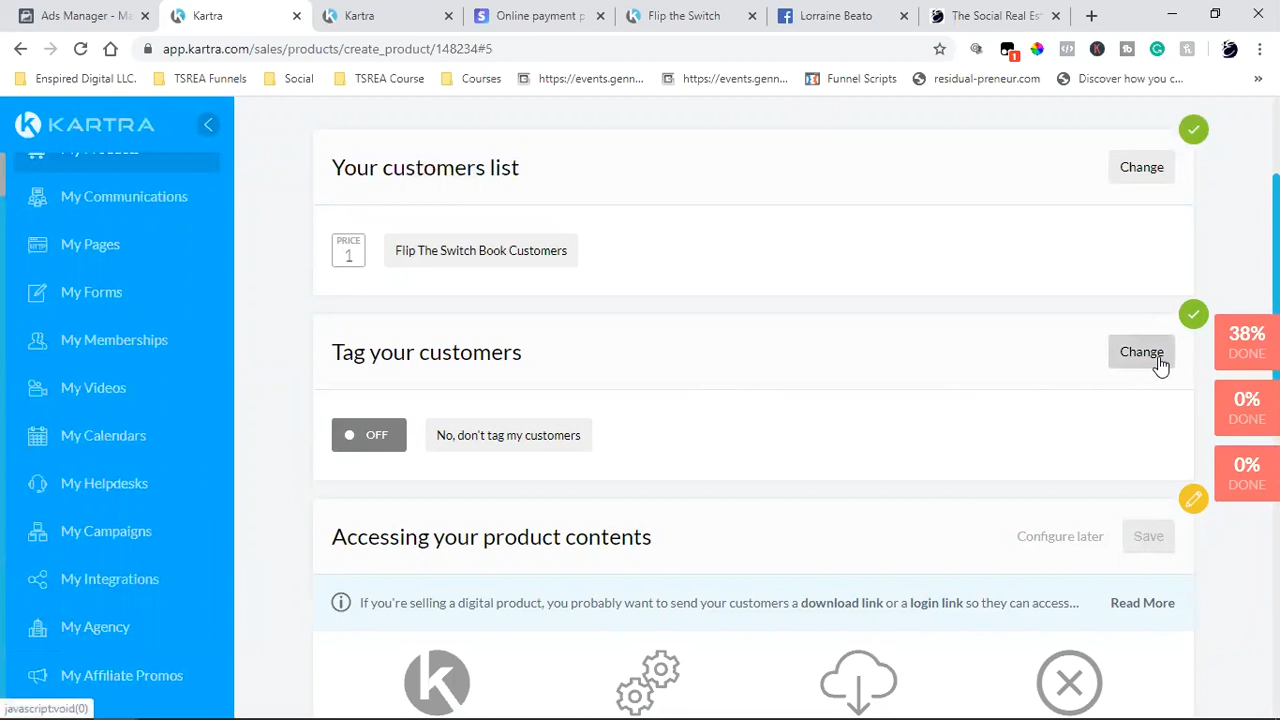 Ads Manager - Ma
Kartra
Kartra
Online payment p
Flip the Switch
Lorraine Beato
The Social Real Est
app.kartra.com/sales/products/create_product/148234#5
1
Enspired Digital LLC.
TSREA Funnels
Social
TSREA Course
Courses
https://events.genn...
https://events.genn...
Funnel Scripts
residual-preneur.com
Discover how you c...
KARTRA
My Products
My Communications
My Pages
My Forms
My Memberships
My Videos
My Calendars
My Helpdesks
My Campaigns
My Integrations
My Agency
My Affiliate Promos
javascript:void(0)
Your customers list
Change
PRICE
1
Flip The Switch Book Customers
Tag your customers
Change
OFF
No, don't tag my customers
Accessing your product contents
Configure later
Save
If you're selling a digital product, you probably want to send your customers a download link or a login link so they can access...
Read More
38%
DONE
0%
DONE
0%
DONE